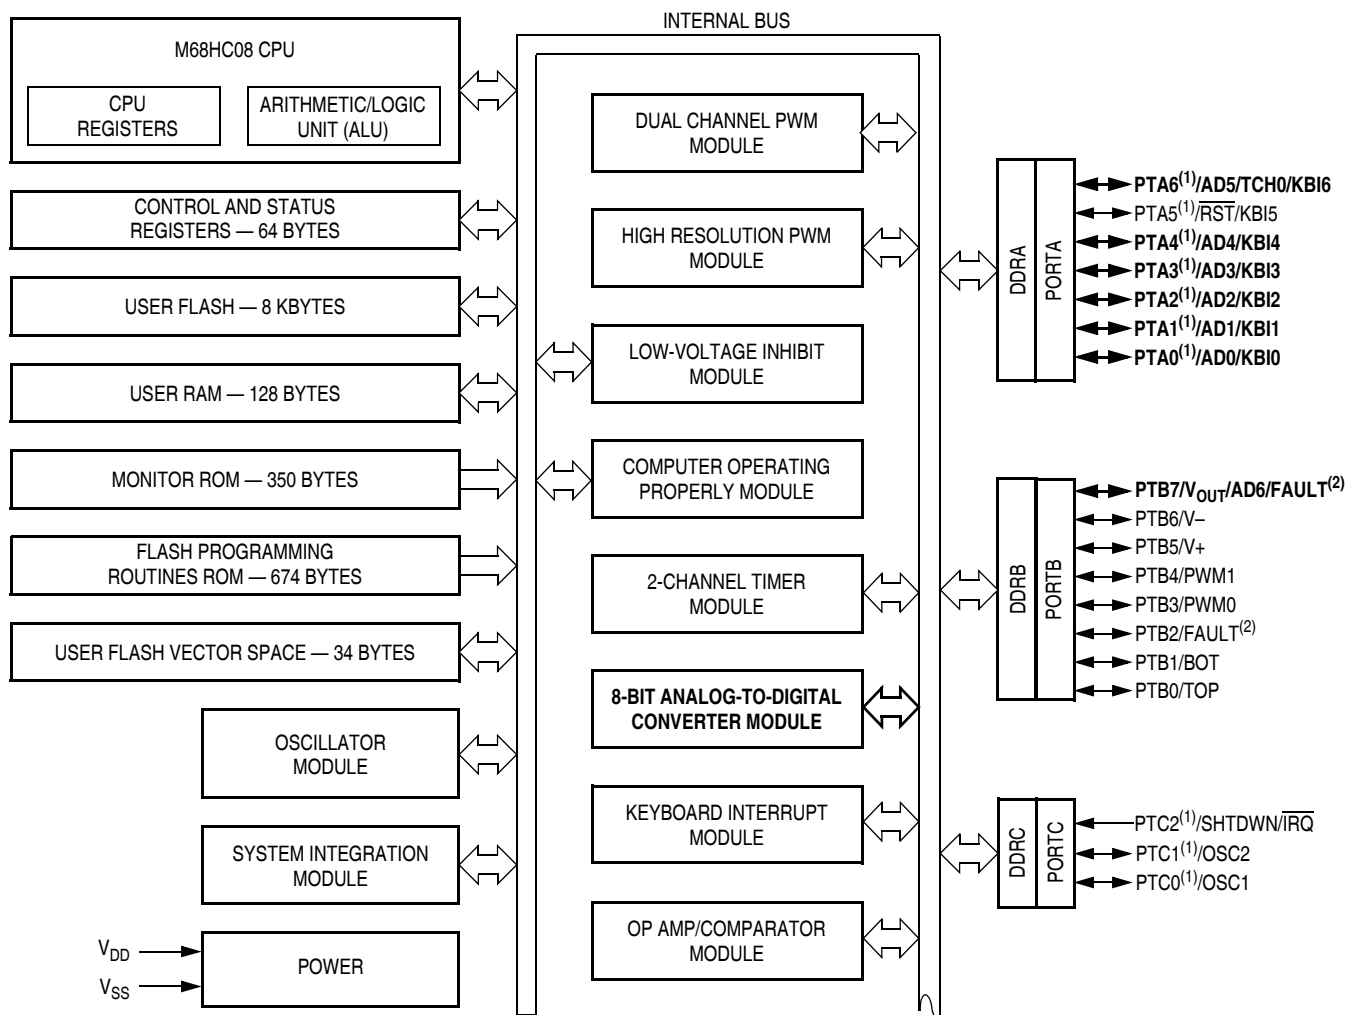 INTERNAL BUS
M68HC08 CPU
CPU
REGISTERS
ARITHMETIC/LOGIC
UNIT (ALU)
CONTROL AND STATUS
REGISTERS — 64 BYTES
USER FLASH — 8 KBYTES
USER RAM — 128 BYTES
MONITOR ROM — 350 BYTES
FLASH PROGRAMMING
ROUTINES ROM — 674 BYTES
USER FLASH VECTOR SPACE — 34 BYTES
OSCILLATOR
MODULE
SYSTEM INTEGRATION
MODULE
VDD
VSS
POWER
DUAL CHANNEL PWM
MODULE
HIGH RESOLUTION PWM
MODULE
LOW-VOLTAGE INHIBIT
MODULE
COMPUTER OPERATING
PROPERLY MODULE
2-CHANNEL TIMER
MODULE
8-BIT ANALOG-TO-DIGITAL
CONVERTER MODULE
KEYBOARD INTERRUPT
MODULE
OP AMP/COMPARATOR
MODULE
DDRA
PORTA
PTA6(1)/AD5/TCH0/KBI6
PTA5(1)/RST/KBI5
PTA4(1)/AD4/KBI4
PTA3(1)/AD3/KBI3
PTA2(1)/AD2/KBI2
PTA1(1)/AD1/KBI1
PTA0(1)/AD0/KBI0
DDRB
PORTB
PTB7/VOUT/AD6/FAULT(2)
PTB6/V–
PTB5/V+
PTB4/PWM1
PTB3/PWM0
PTB2/FAULT(2)
PTB1/BOT
PTB0/TOP
DDRC
PORTC
PTC2(1)/SHTDWN/IRQ
PTC1(1)/OSC2
PTC0(1)/OSC1